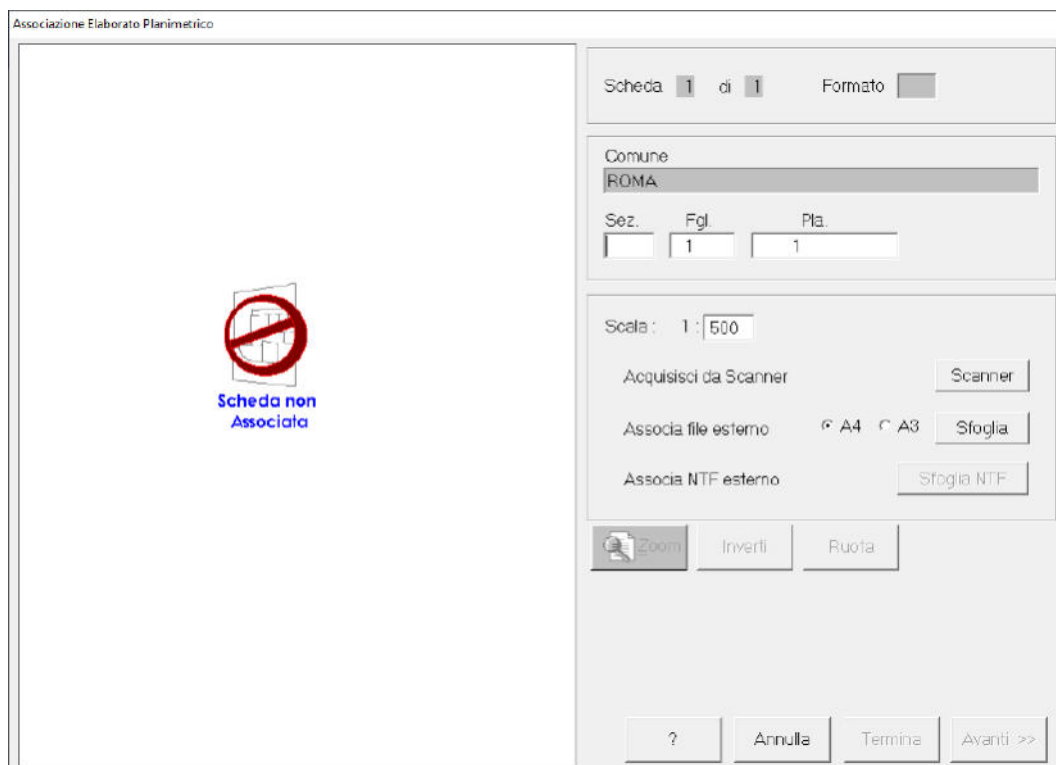 Associazione Elaborato Planimetrico
Scheda 1 di 1 Formato
Comune
ROMA
Sez. Fgl. Pla.
1 1
Scala : 1 : 500
Acquisisci da Scanner Scanner
Associa file esterno A4 A3 Sfoglia
Associa NTF esterno Sfoglia NTF
Scheda non
Associata
Zoom Inverti Ruota
? Annulla Termina Avanti >>